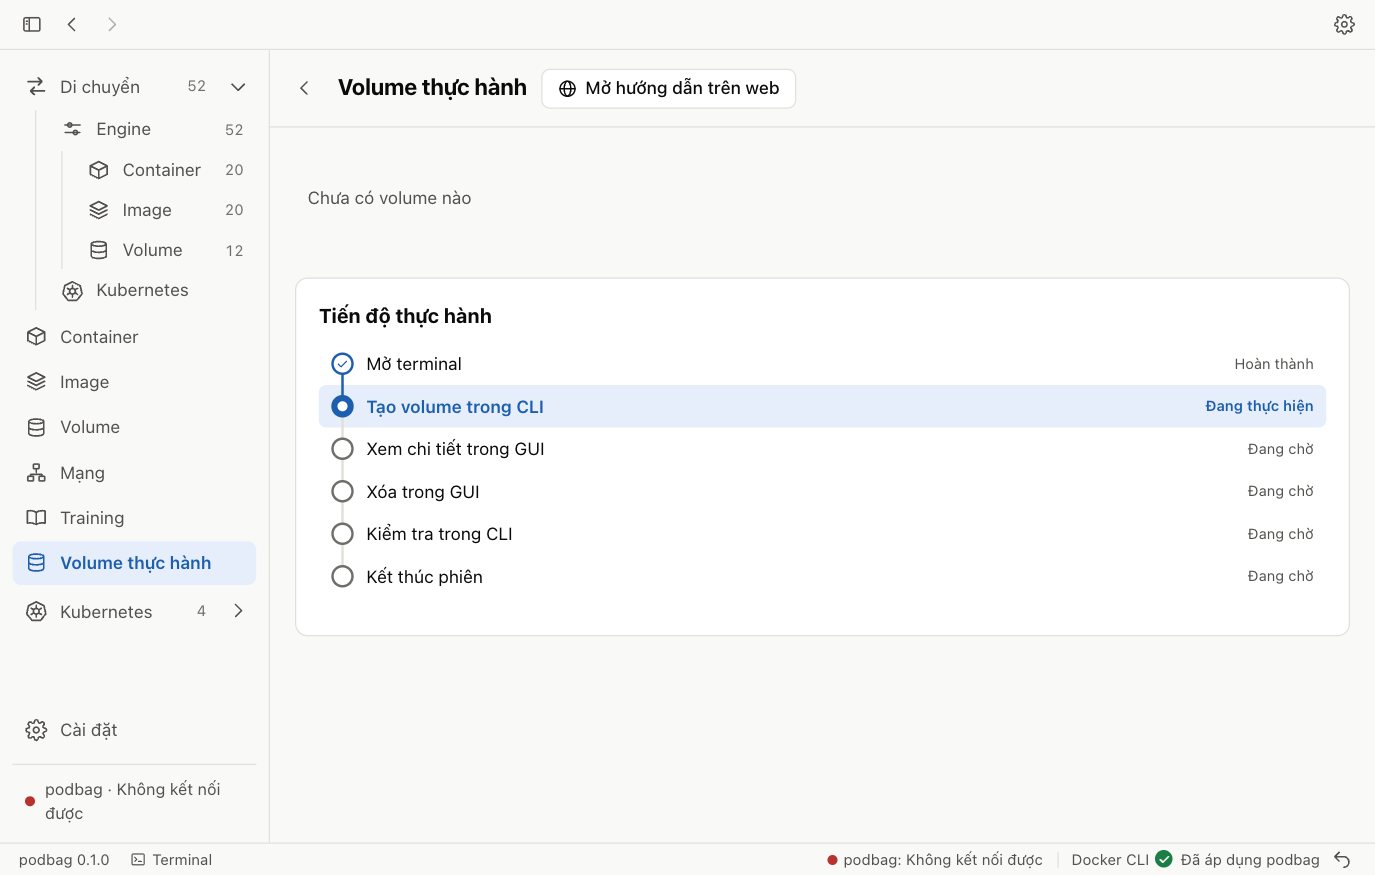 Di chuyển 52
Engine 52
Container 20
Image 20
Volume 12
Kubernetes
Container
Image
Volume
Mạng
Training
Volume thực hành
Kubernetes 4
Cài đặt
podbag · Không kết nối
được
Volume thực hành
Mở hướng dẫn trên web
Chưa có volume nào
Tiến độ thực hành
Mở terminal Hoàn thành
Tạo volume trong CLI Đang thực hiện
Xem chi tiết trong GUI Đang chờ
Xóa trong GUI Đang chờ
Kiểm tra trong CLI Đang chờ
Kết thúc phiên Đang chờ
podbag 0.1.0 Terminal podbag: Không kết nối được Docker CLI Đã áp dụng podbag